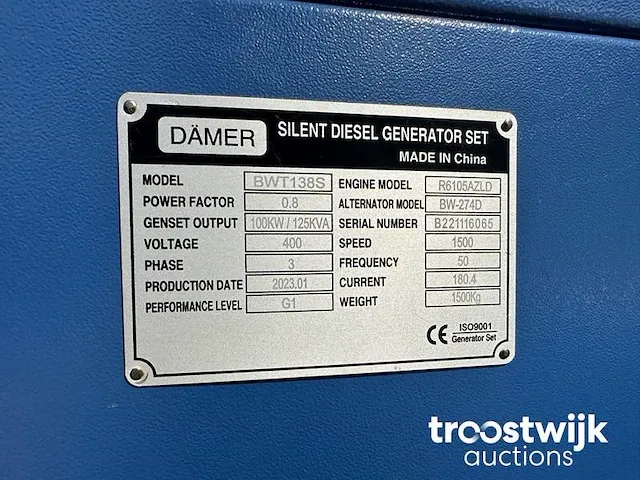 DÄMER
SILENT DIESEL GENERATOR SET
MADE IN China
MODEL BWT138S
POWER FACTOR 0.8
GENSET OUTPUT 100KW / 125KVA
VOLTAGE 400
PHASE 3
PRODUCTION DATE 2023.01
PERFORMANCE LEVEL G1
ENGINE MODEL R6105AZLD
ALTERNATOR MODEL BW-274D
SERIAL NUMBER B221116065
SPEED 1500
FREQUENCY 50
CURRENT 180.4
WEIGHT 1500Kg
CE ISO9001
Generator Set
troostwijk
auctions